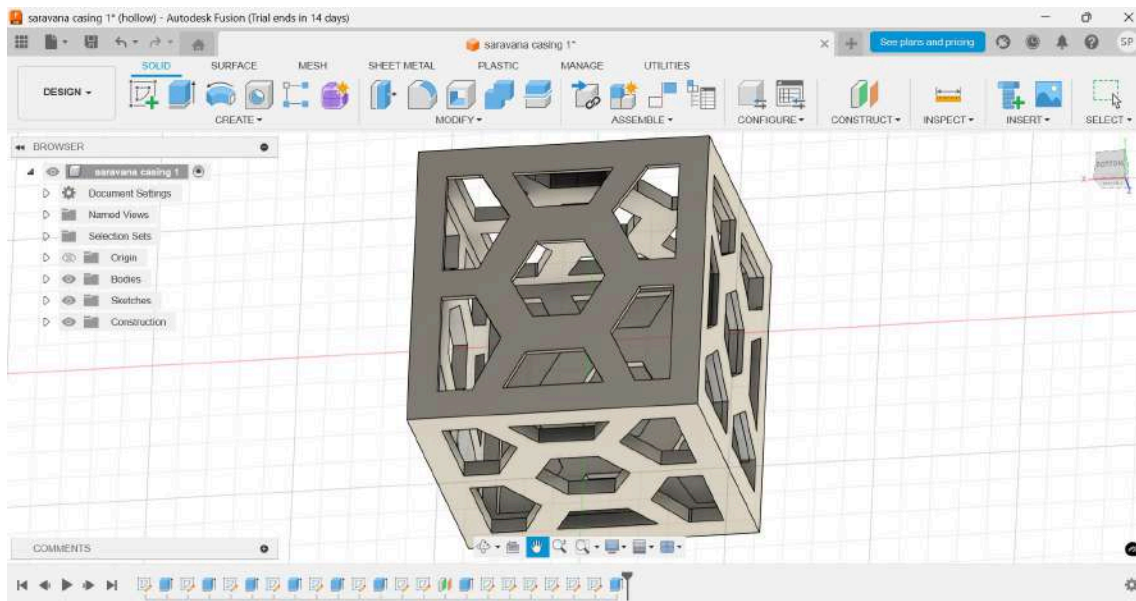 saravana casing 1* (hollow) - Autodesk Fusion (Trial ends in 14 days)
saravana casing 1*
See plans and pricing
SP
SOLID SURFACE MESH SHEET METAL PLASTIC MANAGE UTILITIES
DESIGN
CREATE MODIFY ASSEMBLE CONFIGURE CONSTRUCT INSPECT INSERT SELECT
BROWSER
saravana casing 1
Document Settings
Named Views
Selection Sets
Origin
Bodies
Sketches
Construction
BOTTOM
COMMENTS